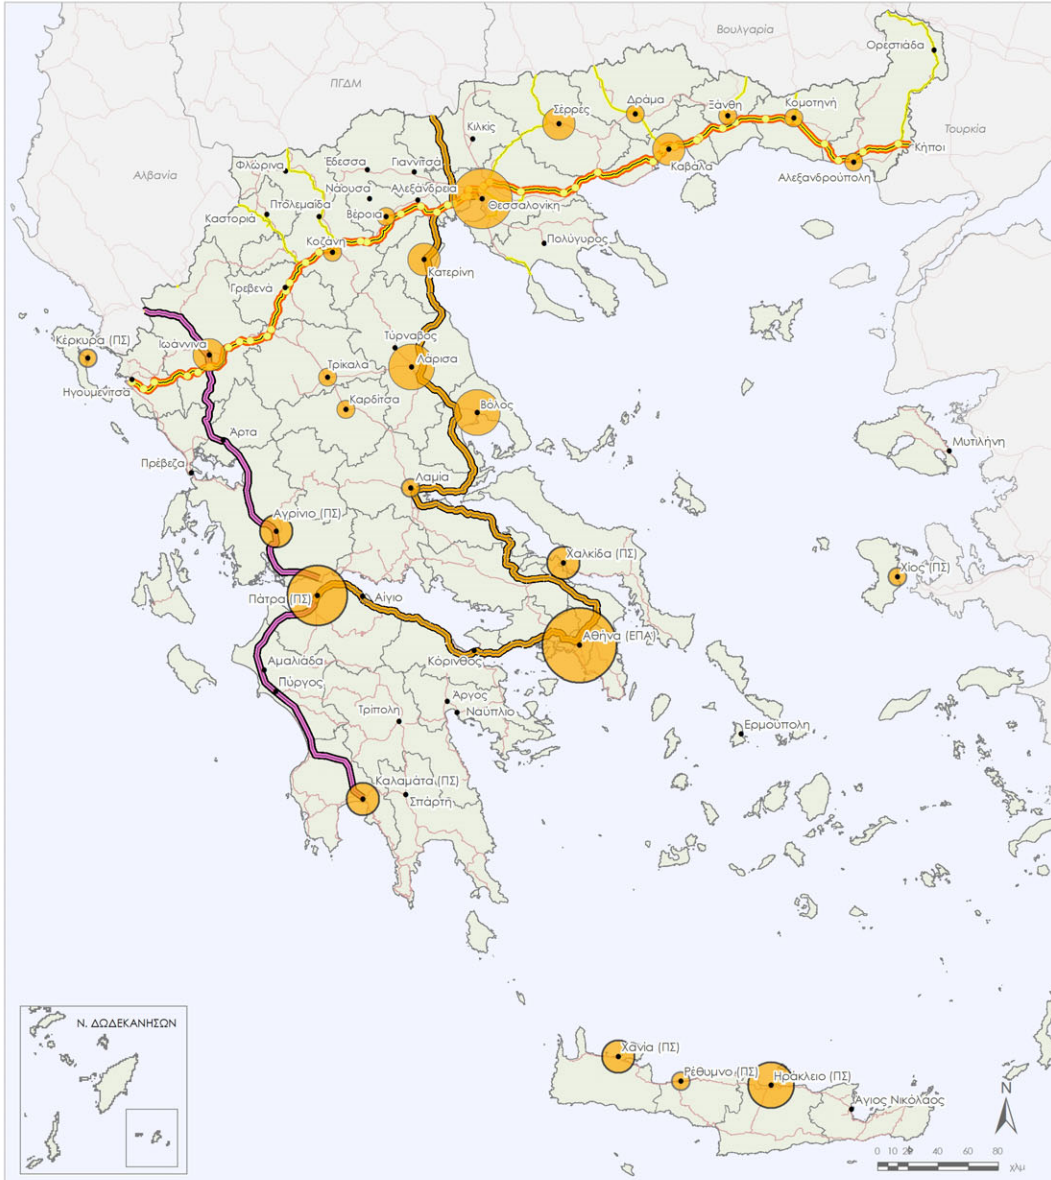 Βουλγαρία
Ορεστιάδα
ΠΓΔΜ
Δράμα
Ξάνθη
Κομοτηνή
Σέρρες
Κιλκίς
Τουρκία
Κήποι
Καβάλα
Αλεξανδρούπολη
Αλβανία
Φλώρινα
Έδεσσα
Γιαννιτσά
Νάουσα
Αλεξάνδρεια
Θεσσαλονίκη
Πτολεμαΐδα
Καστοριά
Βέροια
Κοζάνη
Πολύγυρος
Κατερίνη
Γρεβενά
Κέρκυρα (ΠΣ)
Ιωάννινα
Τύρναβος
Λάρισα
Τρίκαλα
Ηγουμενίτσα
Καρδίτσα
Βόλος
Άρτα
Μυτιλήνη
Πρέβεζα
Λαμία
Αγρίνιο (ΠΣ)
Χαλκίδα (ΠΣ)
Χίος (ΠΣ)
Πάτρα (ΠΣ)
Αίγιο
Αθήνα (ΕΠΑ)
Κόρινθος
Αμαλιάδα
Πύργος
Άργος
Ναύπλιο
Τρίπολη
Ερμούπολη
Καλαμάτα (ΠΣ)
Σπάρτη
Ν. ΔΩΔΕΚΑΝΗΣΩΝ
Χανία (ΠΣ)
Ρέθυμνο (ΠΣ)
Ηράκλειο (ΠΣ)
Άγιος Νικόλαος
N
0 10 20 40 60 80
χλμ